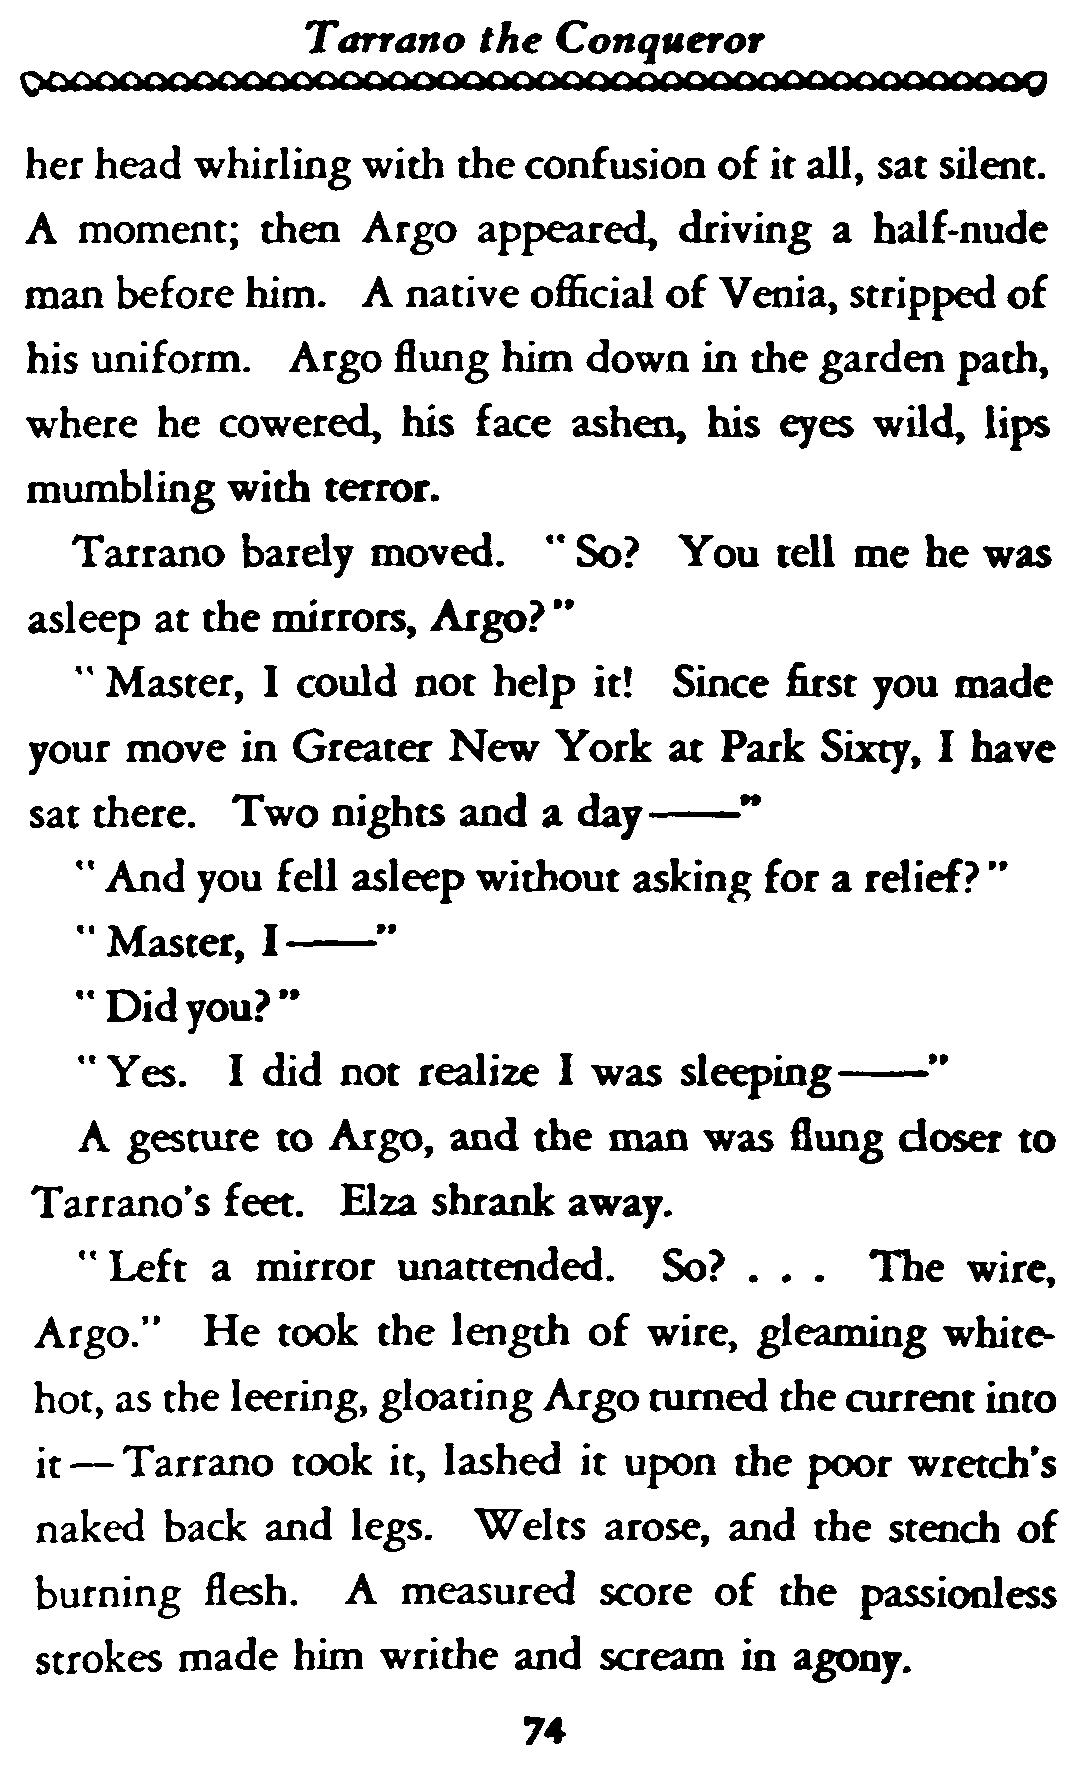 Tarrano the Conqueror
her head whirling with the confusion of it all, sat silent.
A moment; then Argo appeared, driving a half-nude
man before him. A native official of Venia, stripped of
his uniform. Argo flung him down in the garden path,
where he cowered, his face ashen, his eyes wild, lips
mumbling with terror.
Tarrano barely moved. "So? You tell me he was
asleep at the mirrors, Argo?"
"Master, I could not help it! Since first you made
your move in Greater New York at Park Sixty, I have
sat there. Two nights and a day——"
"And you fell asleep without asking for a relief?"
"Master, I——"
"Did you?"
"Yes. I did not realize I was sleeping——"
A gesture to Argo, and the man was flung closer to
Tarrano's feet. Elza shrank away.
"Left a mirror unattended. So? . . . The wire,
Argo." He took the length of wire, gleaming white-
hot, as the leering, gloating Argo turned the current into
it—Tarrano took it, lashed it upon the poor wretch's
naked back and legs. Welts arose, and the stench of
burning flesh. A measured score of the passionless
strokes made him writhe and scream in agony.
74